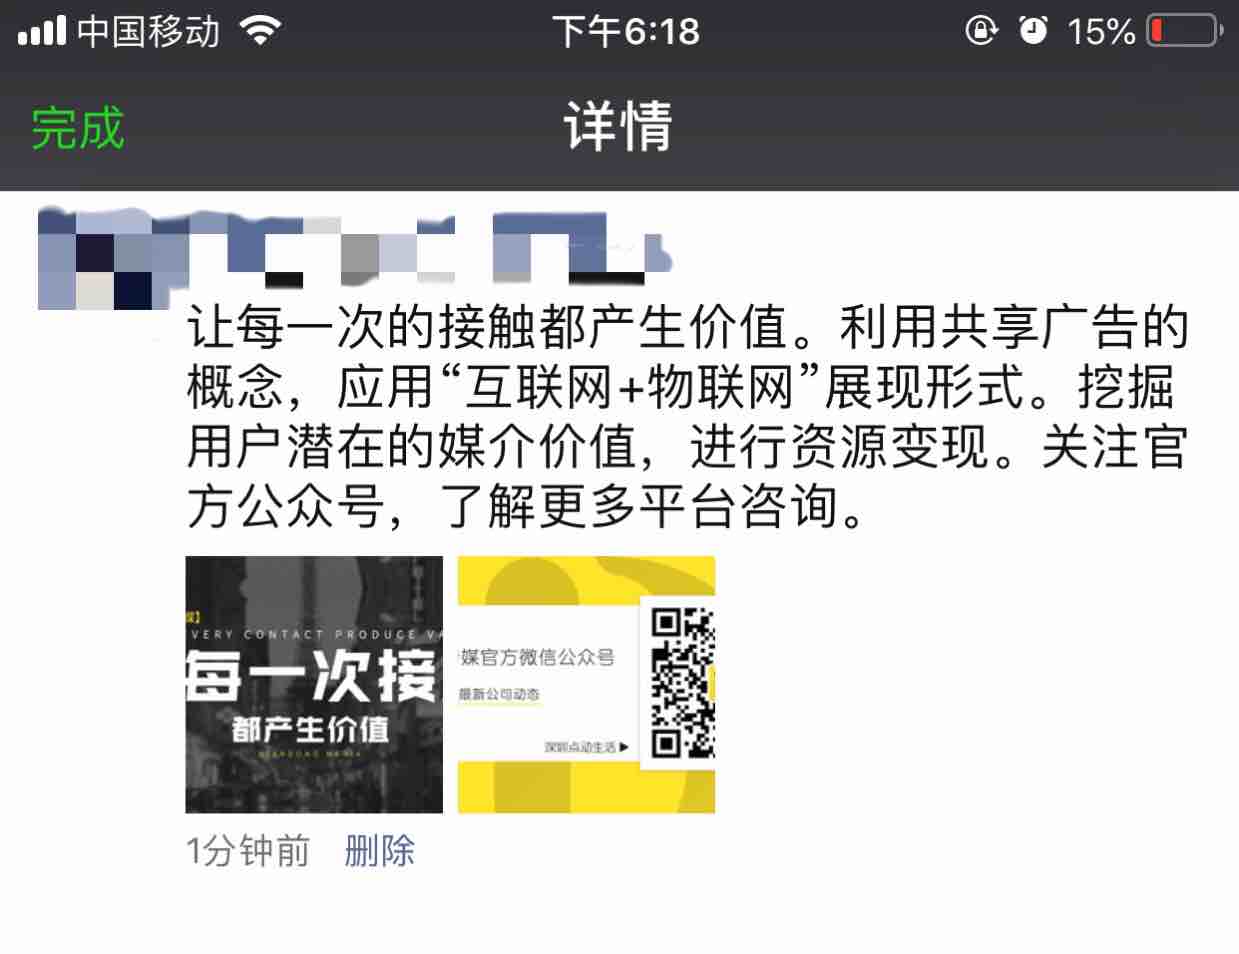 中国移动
下午6:18
15%
完成
详情
让每一次的接触都产生价值。利用共享广告的
概念，应用“互联网+物联网”展现形式。挖掘
用户潜在的媒介价值，进行资源变现。关注官
方公众号，了解更多平台咨询。
媒】
VERY CONTACT PRODUCE VA
每一次接
都产生价值
DIANDONG MEDIA
媒官方微信公众号
最新公司动态
深圳点动生活▶
1分钟前
删除